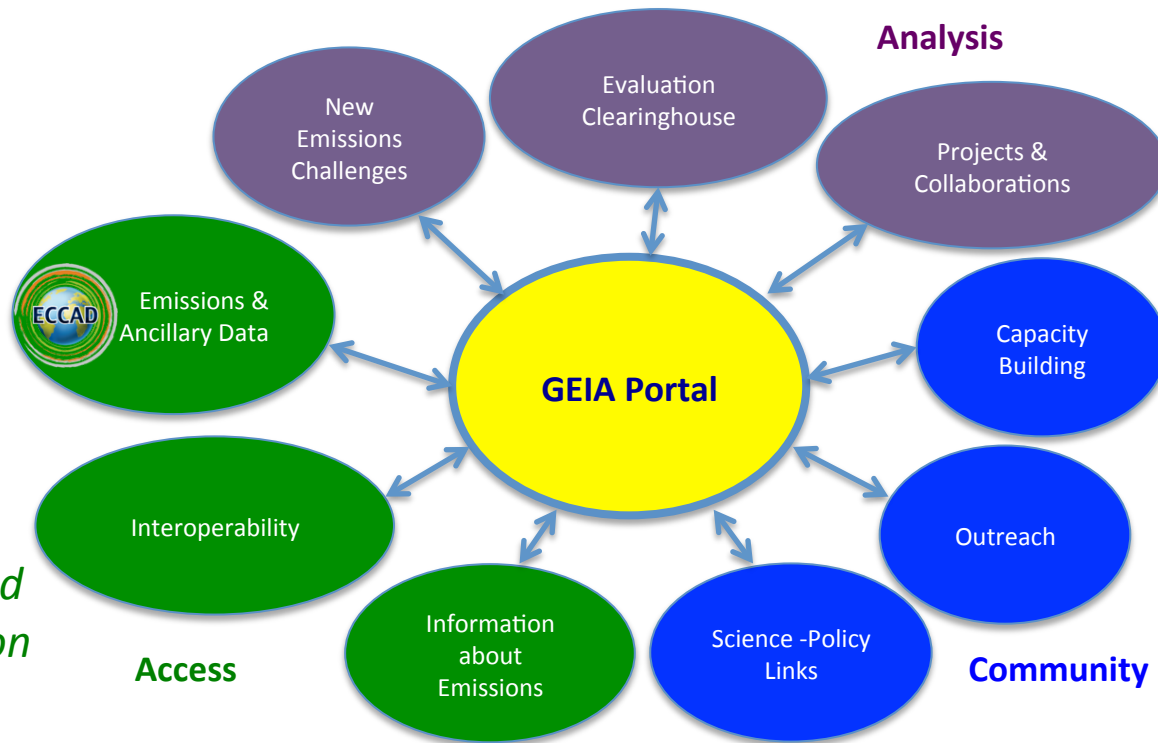 Analysis
New
Emissions
Challenges
Evaluation
Clearinghouse
Projects &
Collaborations
ECCAD
Emissions &
Ancillary Data
GEIA Portal
Capacity
Building
Interoperability
Outreach
d
on
Access
Information
about
Emissions
Science -Policy
Links
Community